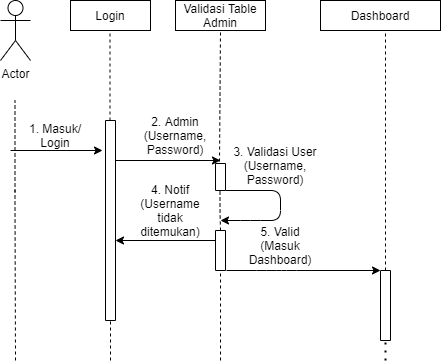 Login
Validasi Table
Admin
Dashboard
Actor
1. Masuk/
Login
2. Admin
(Username,
Password)
3. Validasi User
(Username,
Password)
4. Notif
(Username
tidak
ditemukan)
5. Valid
(Masuk
Dashboard)